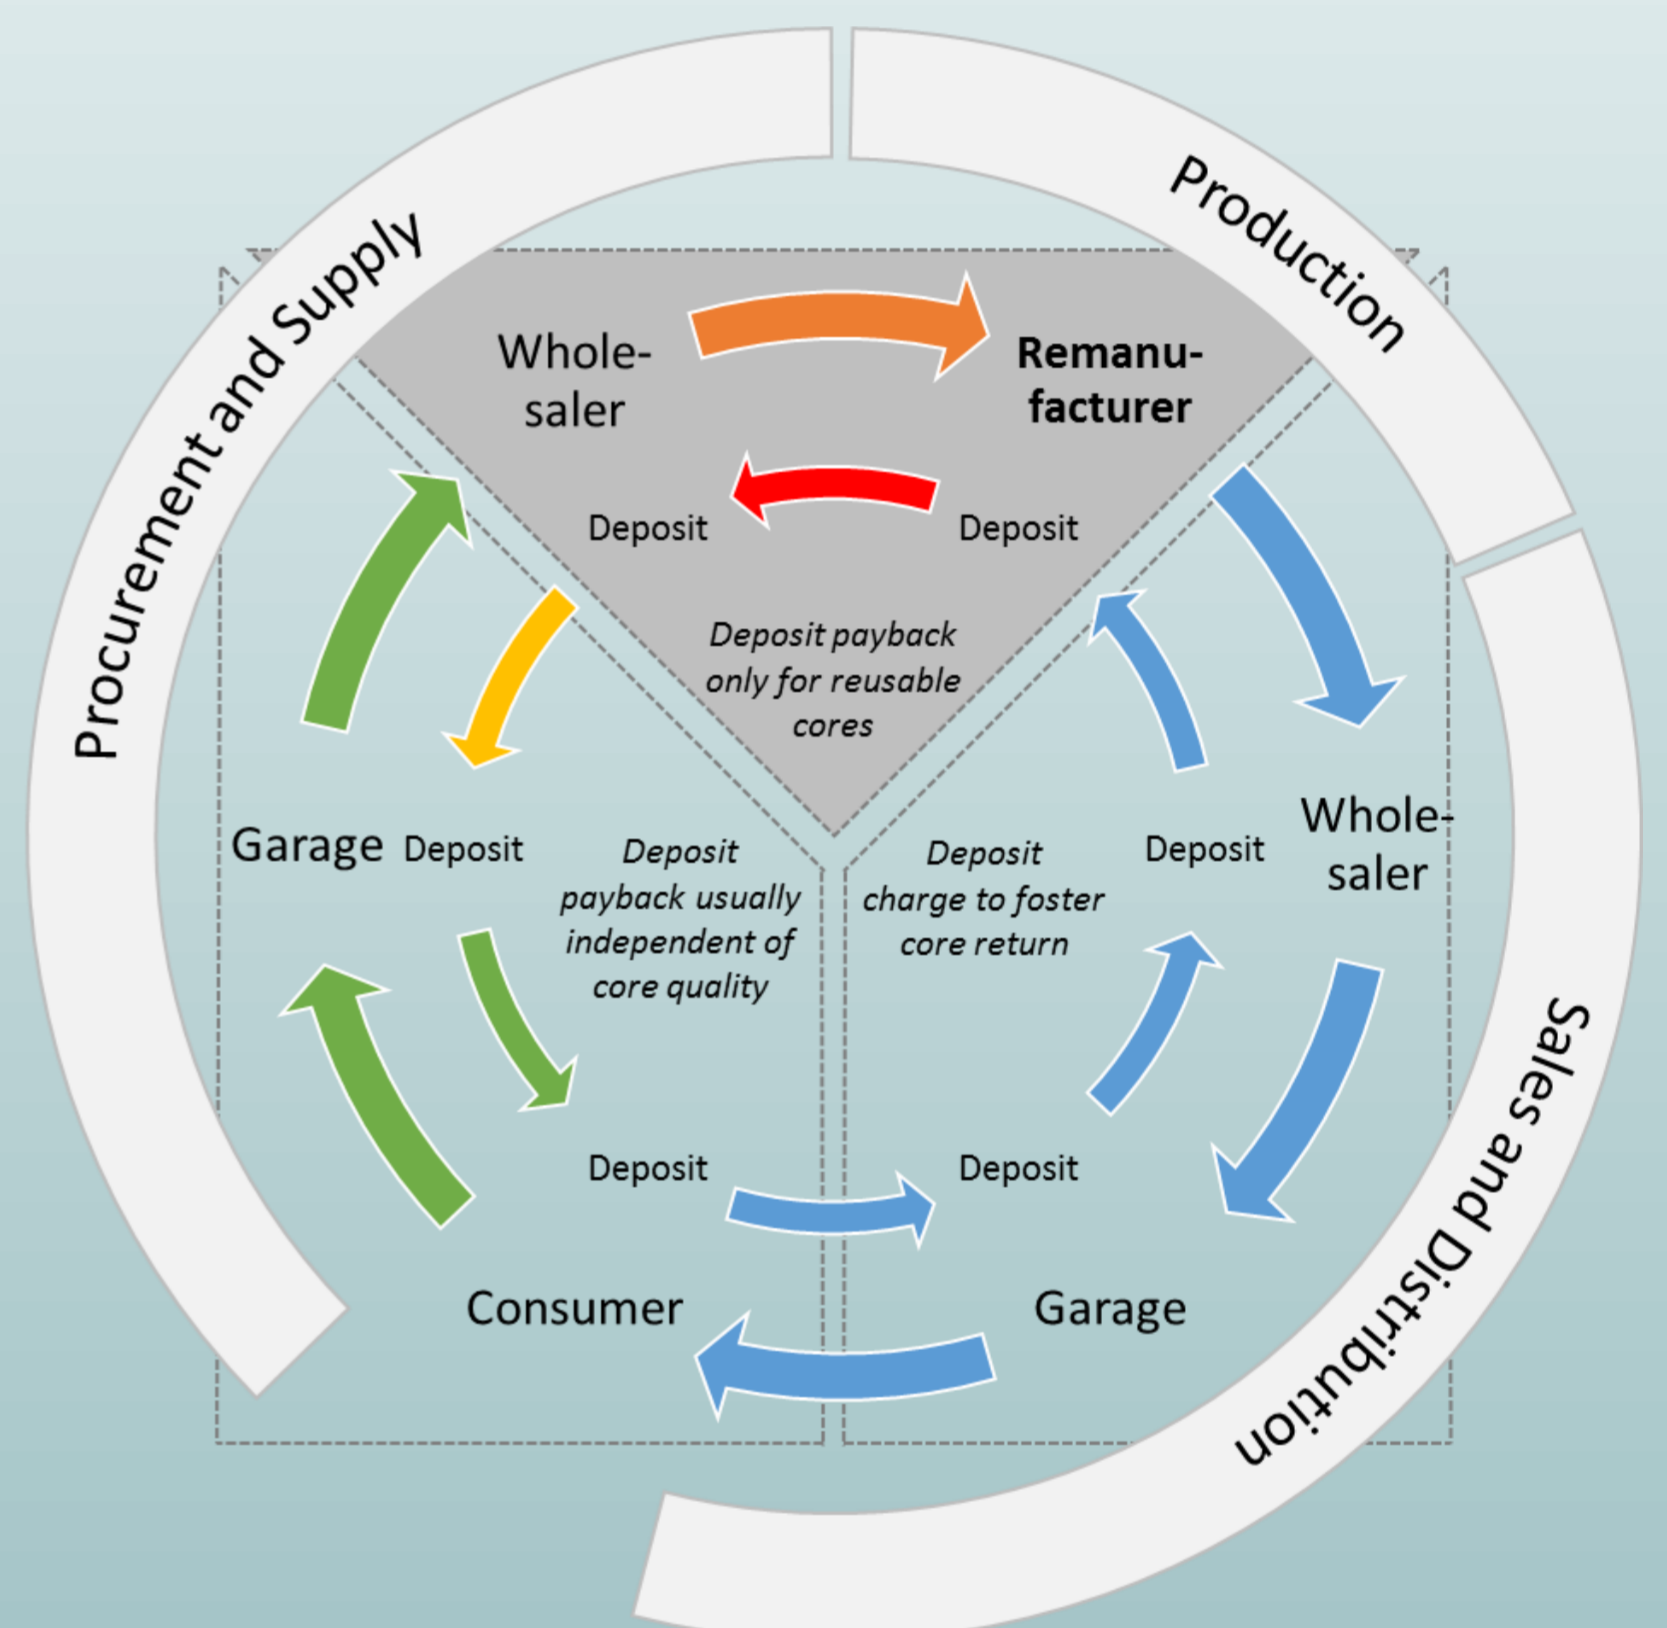 Procurement and Supply
Production
Sales and Distribution
Whole-
saler
Remanu-
facturer
Deposit
Deposit
Deposit payback
only for reusable
cores
Garage
Deposit
Deposit
payback usually
independent of
core quality
Deposit
charge to foster
core return
Deposit
Whole-
saler
Deposit
Deposit
Consumer
Garage